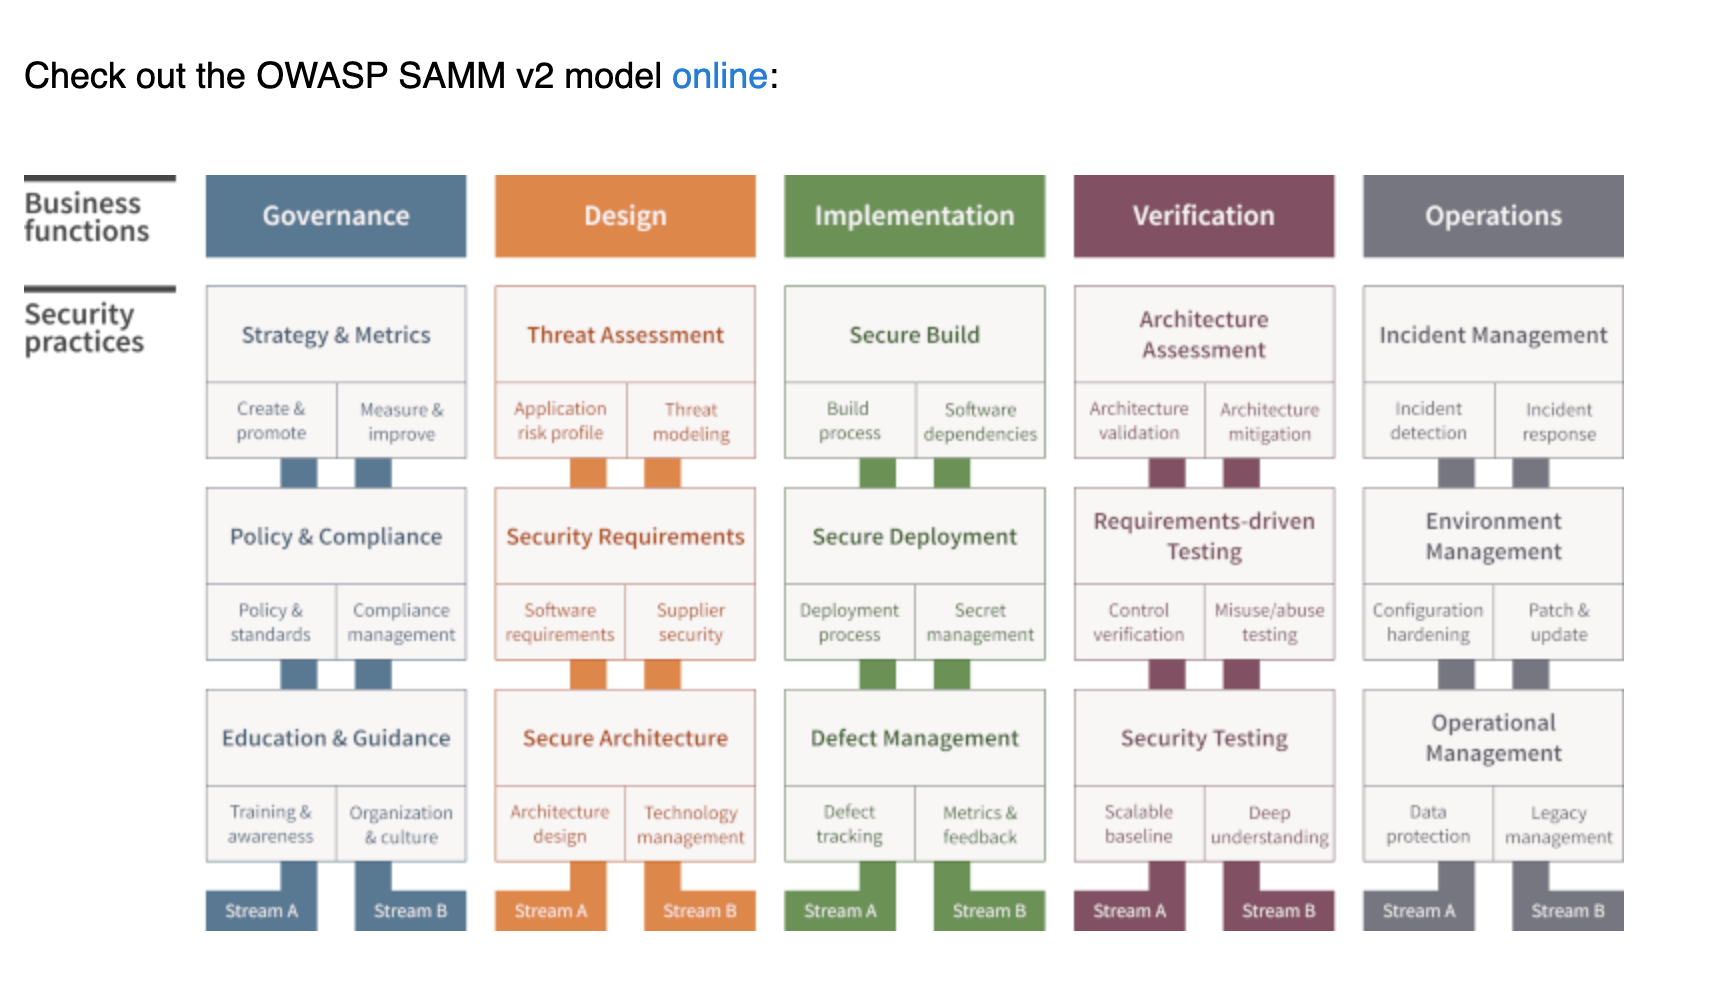 Check out the OWASP SAMM v2 model online:
Business
functions
Governance
Design
Implementation
Verification
Operations
Security
practices
Strategy & Metrics
Create &
promote
Measure &
improve
Threat Assessment
Application
risk profile
Threat
modeling
Secure Build
Build
process
Software
dependencies
Architecture
Assessment
Architecture
validation
Architecture
mitigation
Incident Management
Incident
detection
Incident
response
Policy & Compliance
Policy &
standards
Compliance
management
Security Requirements
Software
requirements
Supplier
security
Secure Deployment
Deployment
process
Secret
management
Requirements-driven
Testing
Control
verification
Misuse/abuse
testing
Environment
Management
Configuration
hardening
Patch &
update
Education & Guidance
Training &
awareness
Organization
& culture
Secure Architecture
Architecture
design
Technology
management
Defect Management
Defect
tracking
Metrics &
feedback
Security Testing
Scalable
baseline
Deep
understanding
Operational
Management
Data
protection
Legacy
management
Stream A
Stream B
Stream A
Stream B
Stream A
Stream B
Stream A
Stream B
Stream A
Stream B